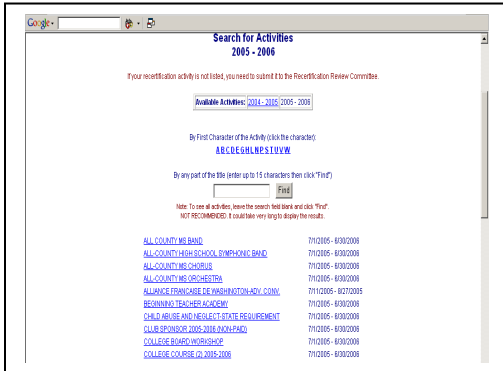 Google
Search for Activities
2005 - 2006
If your recertification activity is not listed, you need to submit it to the Recertification Review Committee.
Available Activities: 2004 - 2005 2005 - 2006
By First Character of the Activity (click the character):
A B C D E G H L N P S T U V W
By any part of the title (enter up to 15 characters then click "Find")
Find
Note: To see all activities, leave the search field blank and click "Find".
NOT RECOMMENDED. It could take very long to display the results.
ALL COUNTY MS BAND 7/1/2005 - 6/30/2006
ALL-COUNTY HIGH SCHOOL SYMPHONIC BAND 7/1/2005 - 6/30/2006
ALL-COUNTY MS CHORUS 7/1/2005 - 6/30/2006
ALL-COUNTY MS ORCHESTRA 7/1/2005 - 6/30/2006
ALLIANCE FRANCAISE DE WASHINGTON-ADV. CONV. 7/11/2005 - 8/27/2005
BEGINNING TEACHER ACADEMY 7/1/2005 - 6/30/2006
CHILD ABUSE AND NEGLECT-STATE REQUIREMENT 7/1/2005 - 6/30/2006
CLUB SPONSOR 2005-2006 (NON-PAID) 7/1/2005 - 6/30/2006
COLLEGE BOARD WORKSHOP 7/1/2005 - 6/30/2006
COLLEGE COURSE (2) 2005-2006 7/1/2005 - 6/30/2006